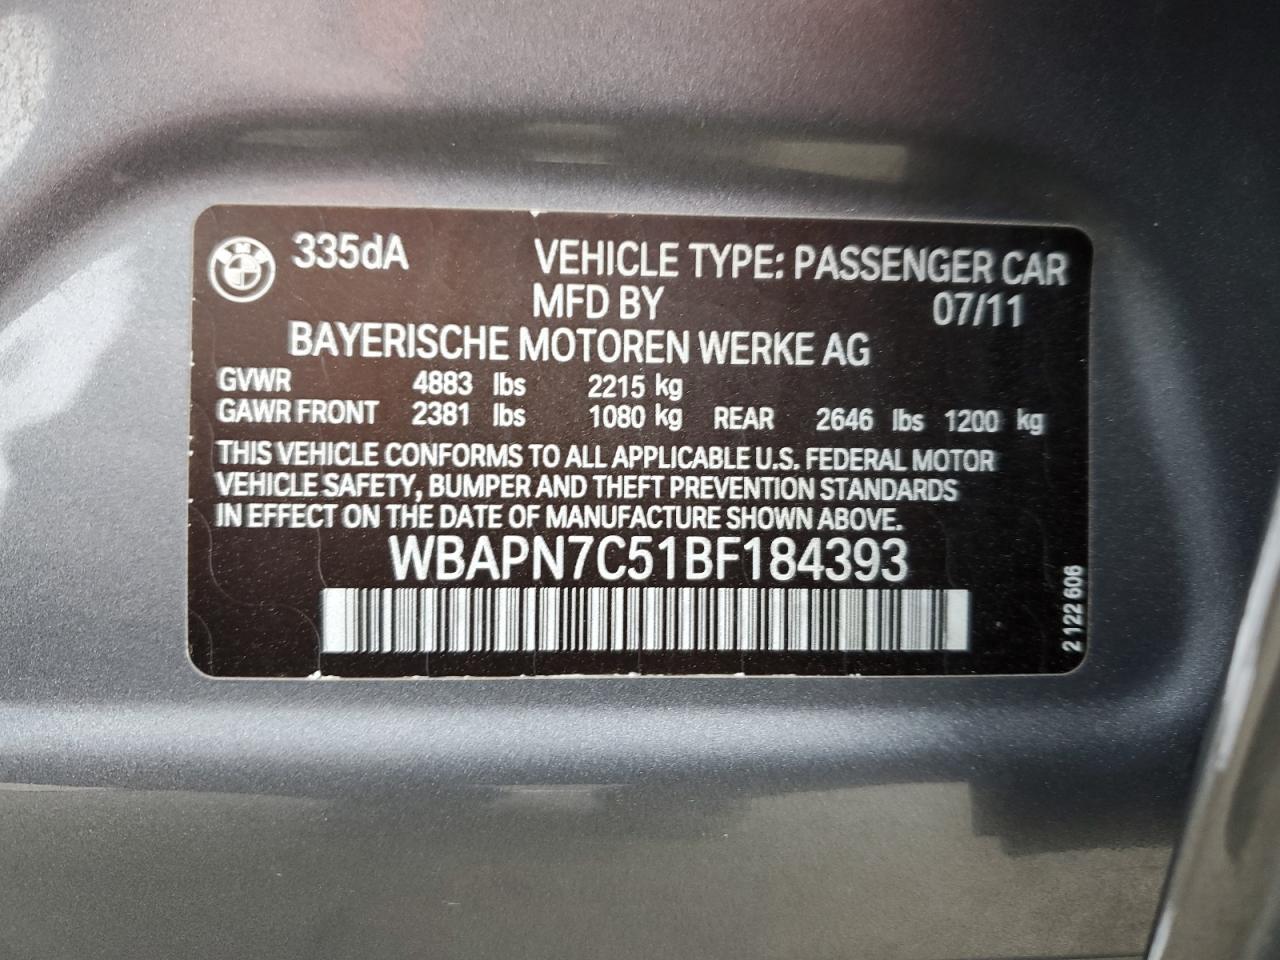 335dA VEHICLE TYPE: PASSENGER CAR
MFD BY 07/11
BAYERISCHE MOTOREN WERKE AG
GVWR 4883 lbs 2215 kg
GAWR FRONT 2381 lbs 1080 kg REAR 2646 lbs 1200 kg
THIS VEHICLE CONFORMS TO ALL APPLICABLE U.S. FEDERAL MOTOR
VEHICLE SAFETY, BUMPER AND THEFT PREVENTION STANDARDS
IN EFFECT ON THE DATE OF MANUFACTURE SHOWN ABOVE.
WBAPN7C51BF184393
2 122 606